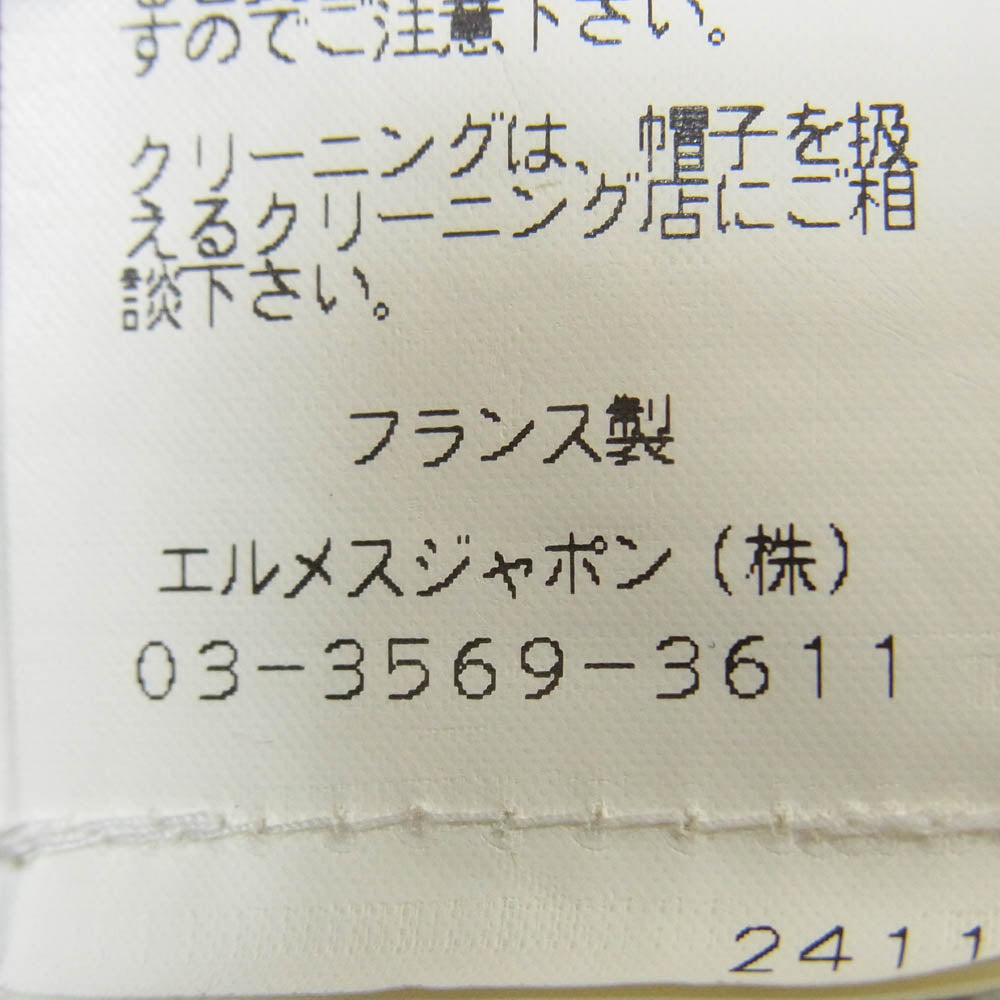 すのでご注意下さい。
クリーニングは、帽子を扱
えるクリーニング店にご相
談下さい。
フランス製
エルメスジャポン（株）
03-3569-3611
2411